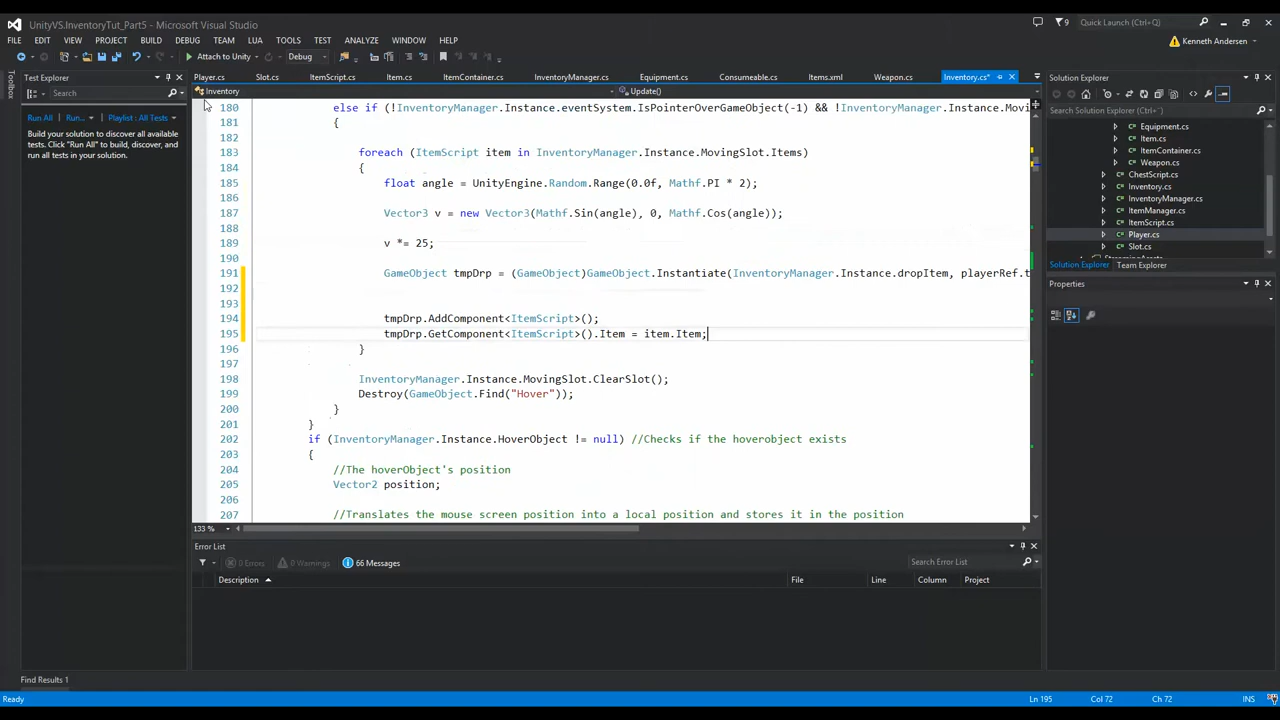 UnityVS.InventoryTut_Part5 - Microsoft Visual Studio
9
Quick Launch (Ctrl+Q)
FILE EDIT VIEW PROJECT BUILD DEBUG TEAM LUA TOOLS TEST ANALYZE WINDOW HELP
Kenneth Andersen
Attach to Unity Debug
Toolbox
Test Explorer
Search
Run All Run... Playlist : All Tests
Build your solution to discover all available
tests. Click "Run All" to build, discover, and
run all tests in your solution.
Player.cs Slot.cs ItemScript.cs Item.cs ItemContainer.cs InventoryManager.cs Equipment.cs Consumeable.cs Items.xml Weapon.cs Inventory.cs*
Inventory Update()
180 else if (!InventoryManager.Instance.eventSystem.IsPointerOverGameObject(-1) && !InventoryManager.Instance.Movi
181 {
182
183 foreach (ItemScript item in InventoryManager.Instance.MovingSlot.Items)
184 {
185 float angle = UnityEngine.Random.Range(0.0f, Mathf.PI * 2);
186
187 Vector3 v = new Vector3(Mathf.Sin(angle), 0, Mathf.Cos(angle));
188
189 v *= 25;
190
191 GameObject tmpDrp = (GameObject)GameObject.Instantiate(InventoryManager.Instance.dropItem, playerRef.t
192
193
194 tmpDrp.AddComponent<ItemScript>();
195 tmpDrp.GetComponent<ItemScript>().Item = item.Item;
196 }
197
198 InventoryManager.Instance.MovingSlot.ClearSlot();
199 Destroy(GameObject.Find("Hover"));
200 }
201 }
202 if (InventoryManager.Instance.HoverObject != null) //Checks if the hoverobject exists
203 {
204 //The hoverObject's position
205 Vector2 position;
206
207 //Translates the mouse screen position into a local position and stores it in the position
133 %
Error List
0 Errors 0 Warnings 66 Messages
Search Error List
Description File Line Column Project
Solution Explorer
Search Solution Explorer (Ctrl+;)
Equipment.cs
Item.cs
ItemContainer.cs
Weapon.cs
ChestScript.cs
Inventory.cs
InventoryManager.cs
ItemManager.cs
ItemScript.cs
Player.cs
Slot.cs
Solution Explorer Team Explorer
Properties
Find Results 1
Ready Ln 195 Col 72 Ch 72 INS